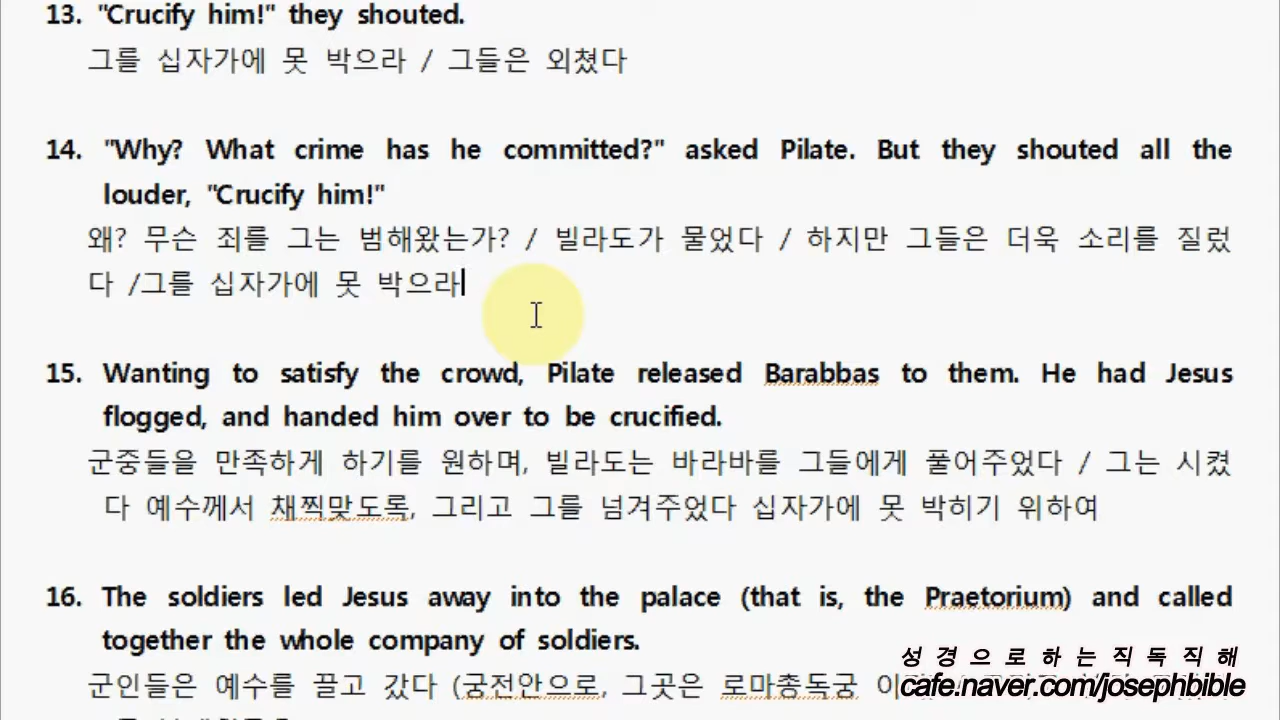 13. "Crucify him!" they shouted.
그를 십자가에 못 박으라 / 그들은 외쳤다
14. "Why? What crime has he committed?" asked Pilate. But they shouted all the
louder, "Crucify him!"
왜? 무슨 죄를 그는 범해왔는가? / 빌라도가 물었다 / 하지만 그들은 더욱 소리를 질렀
다 /그를 십자가에 못 박으라
15. Wanting to satisfy the crowd, Pilate released Barabbas to them. He had Jesus
flogged, and handed him over to be crucified.
군중들을 만족하게 하기를 원하며, 빌라도는 바라바를 그들에게 풀어주었다 / 그는 시켰
다 예수께서 채찍맞도록, 그리고 그를 넘겨주었다 십자가에 못 박히기 위하여
16. The soldiers led Jesus away into the palace (that is, the Praetorium) and called
together the whole company of soldiers.
성경으로하는직독직해
군인들은 예수를 끌고 갔다 (궁전안으로, 그곳은 로마총독궁
cafe.naver.com/josephbible